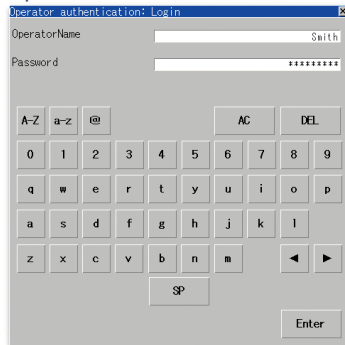 Operator authentication: Login ×
OperatorName Smith
Password *********
A-Z a-z @ AC DEL
0 1 2 3 4 5 6 7 8 9
q w e r t y u i o p
a s d f g h j k l
z x c v b n m ◄ ►
SP
Enter